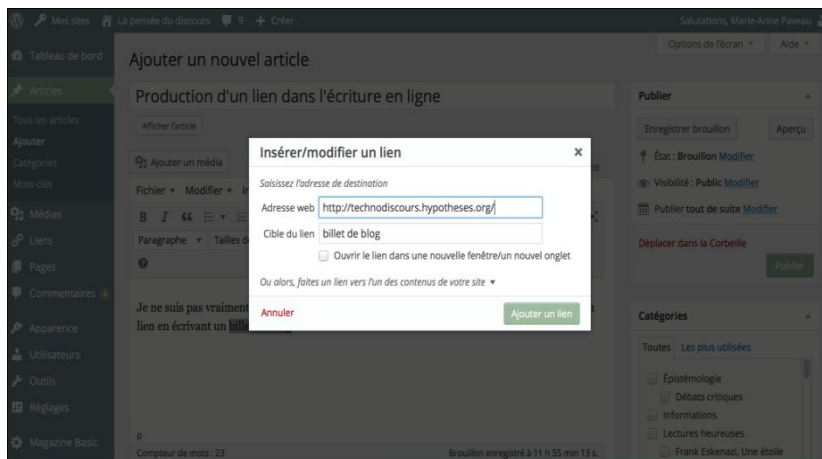 Mes sites La pensée du discours 9 + Créer Salutations, Marie-Anne Paveau
Options de l'écran Aide
Tableau de bord
Articles
Tous les articles
Ajouter
Catégories
Mots-clés
Médias
Liens
Pages
Commentaires
Apparence
Utilisateurs
Outils
Réglages
Magazine Basic
Ajouter un nouvel article
Production d'un lien dans l'écriture en ligne
Afficher l'article
Ajouter un média
Fichier Modifier
B I
Paragraphe
Je ne suis pas vraiment
lien en écrivant un
p
Compteur de mots : 23 Brouillon enregistré à 11 h 55 min 13 s.
Insérer/modifier un lien ×
Saisissez l'adresse de destination
Adresse web http://technodiscours.hypotheses.org/
Cible du lien billet de blog
Ouvrir le lien dans une nouvelle fenêtre/un nouvel onglet
Ou alors, faites un lien vers l'un des contenus de votre site
Annuler Ajouter un lien
Publier
Enregistrer brouillon Aperçu
État : Brouillon Modifier
Visibilité : Public Modifier
Publier tout de suite Modifier
Déplacer dans la Corbeille
Publier
Catégories
Toutes Les plus utilisées
Épistémologie
Débats critiques
Informations
Lectures heureuses
Frank Eskenazi, Une étoile